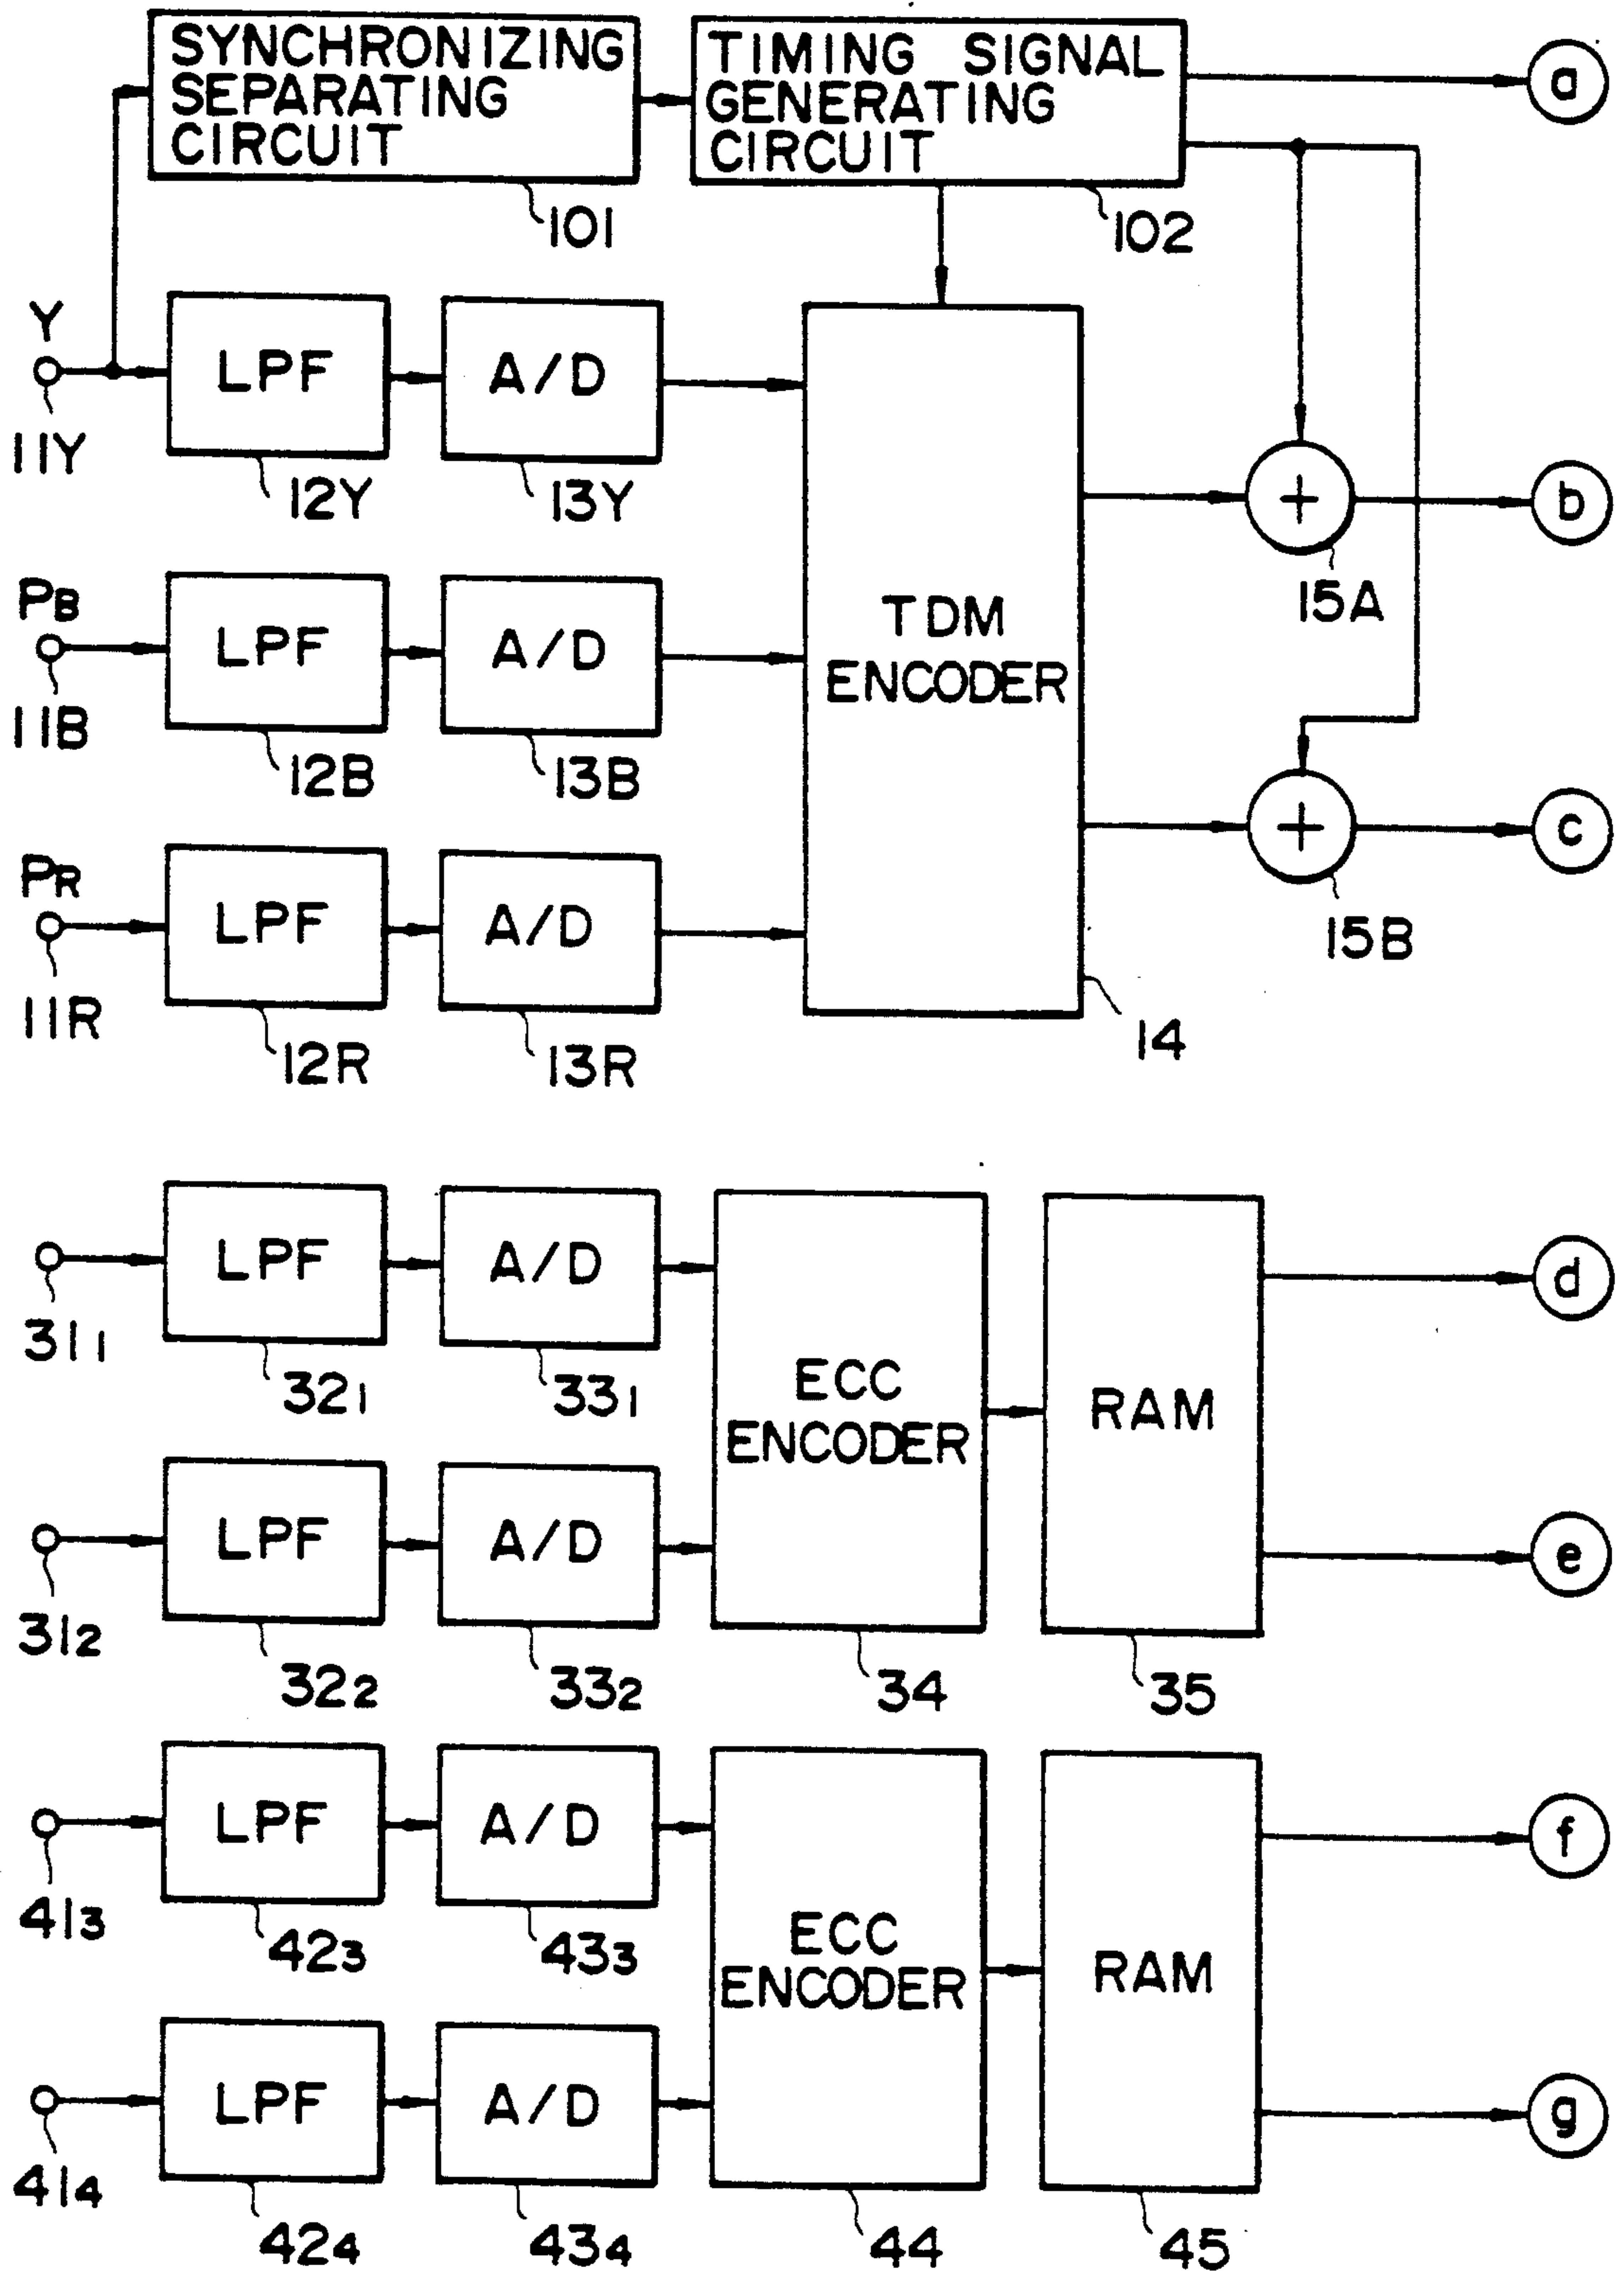 SYNCHRONIZING
SEPARATING
CIRCUIT
101
TIMING SIGNAL
GENERATING
CIRCUIT
102
a
Y
11Y
LPF
12Y
A/D
13Y
PB
11B
LPF
12B
A/D
13B
PR
11R
LPF
12R
A/D
13R
TDM
ENCODER
14
+
15A
b
+
15B
c
311
LPF
321
A/D
331
312
LPF
322
A/D
332
ECC
ENCODER
34
RAM
35
d
e
413
LPF
423
A/D
433
414
LPF
424
A/D
434
ECC
ENCODER
44
RAM
45
f
g